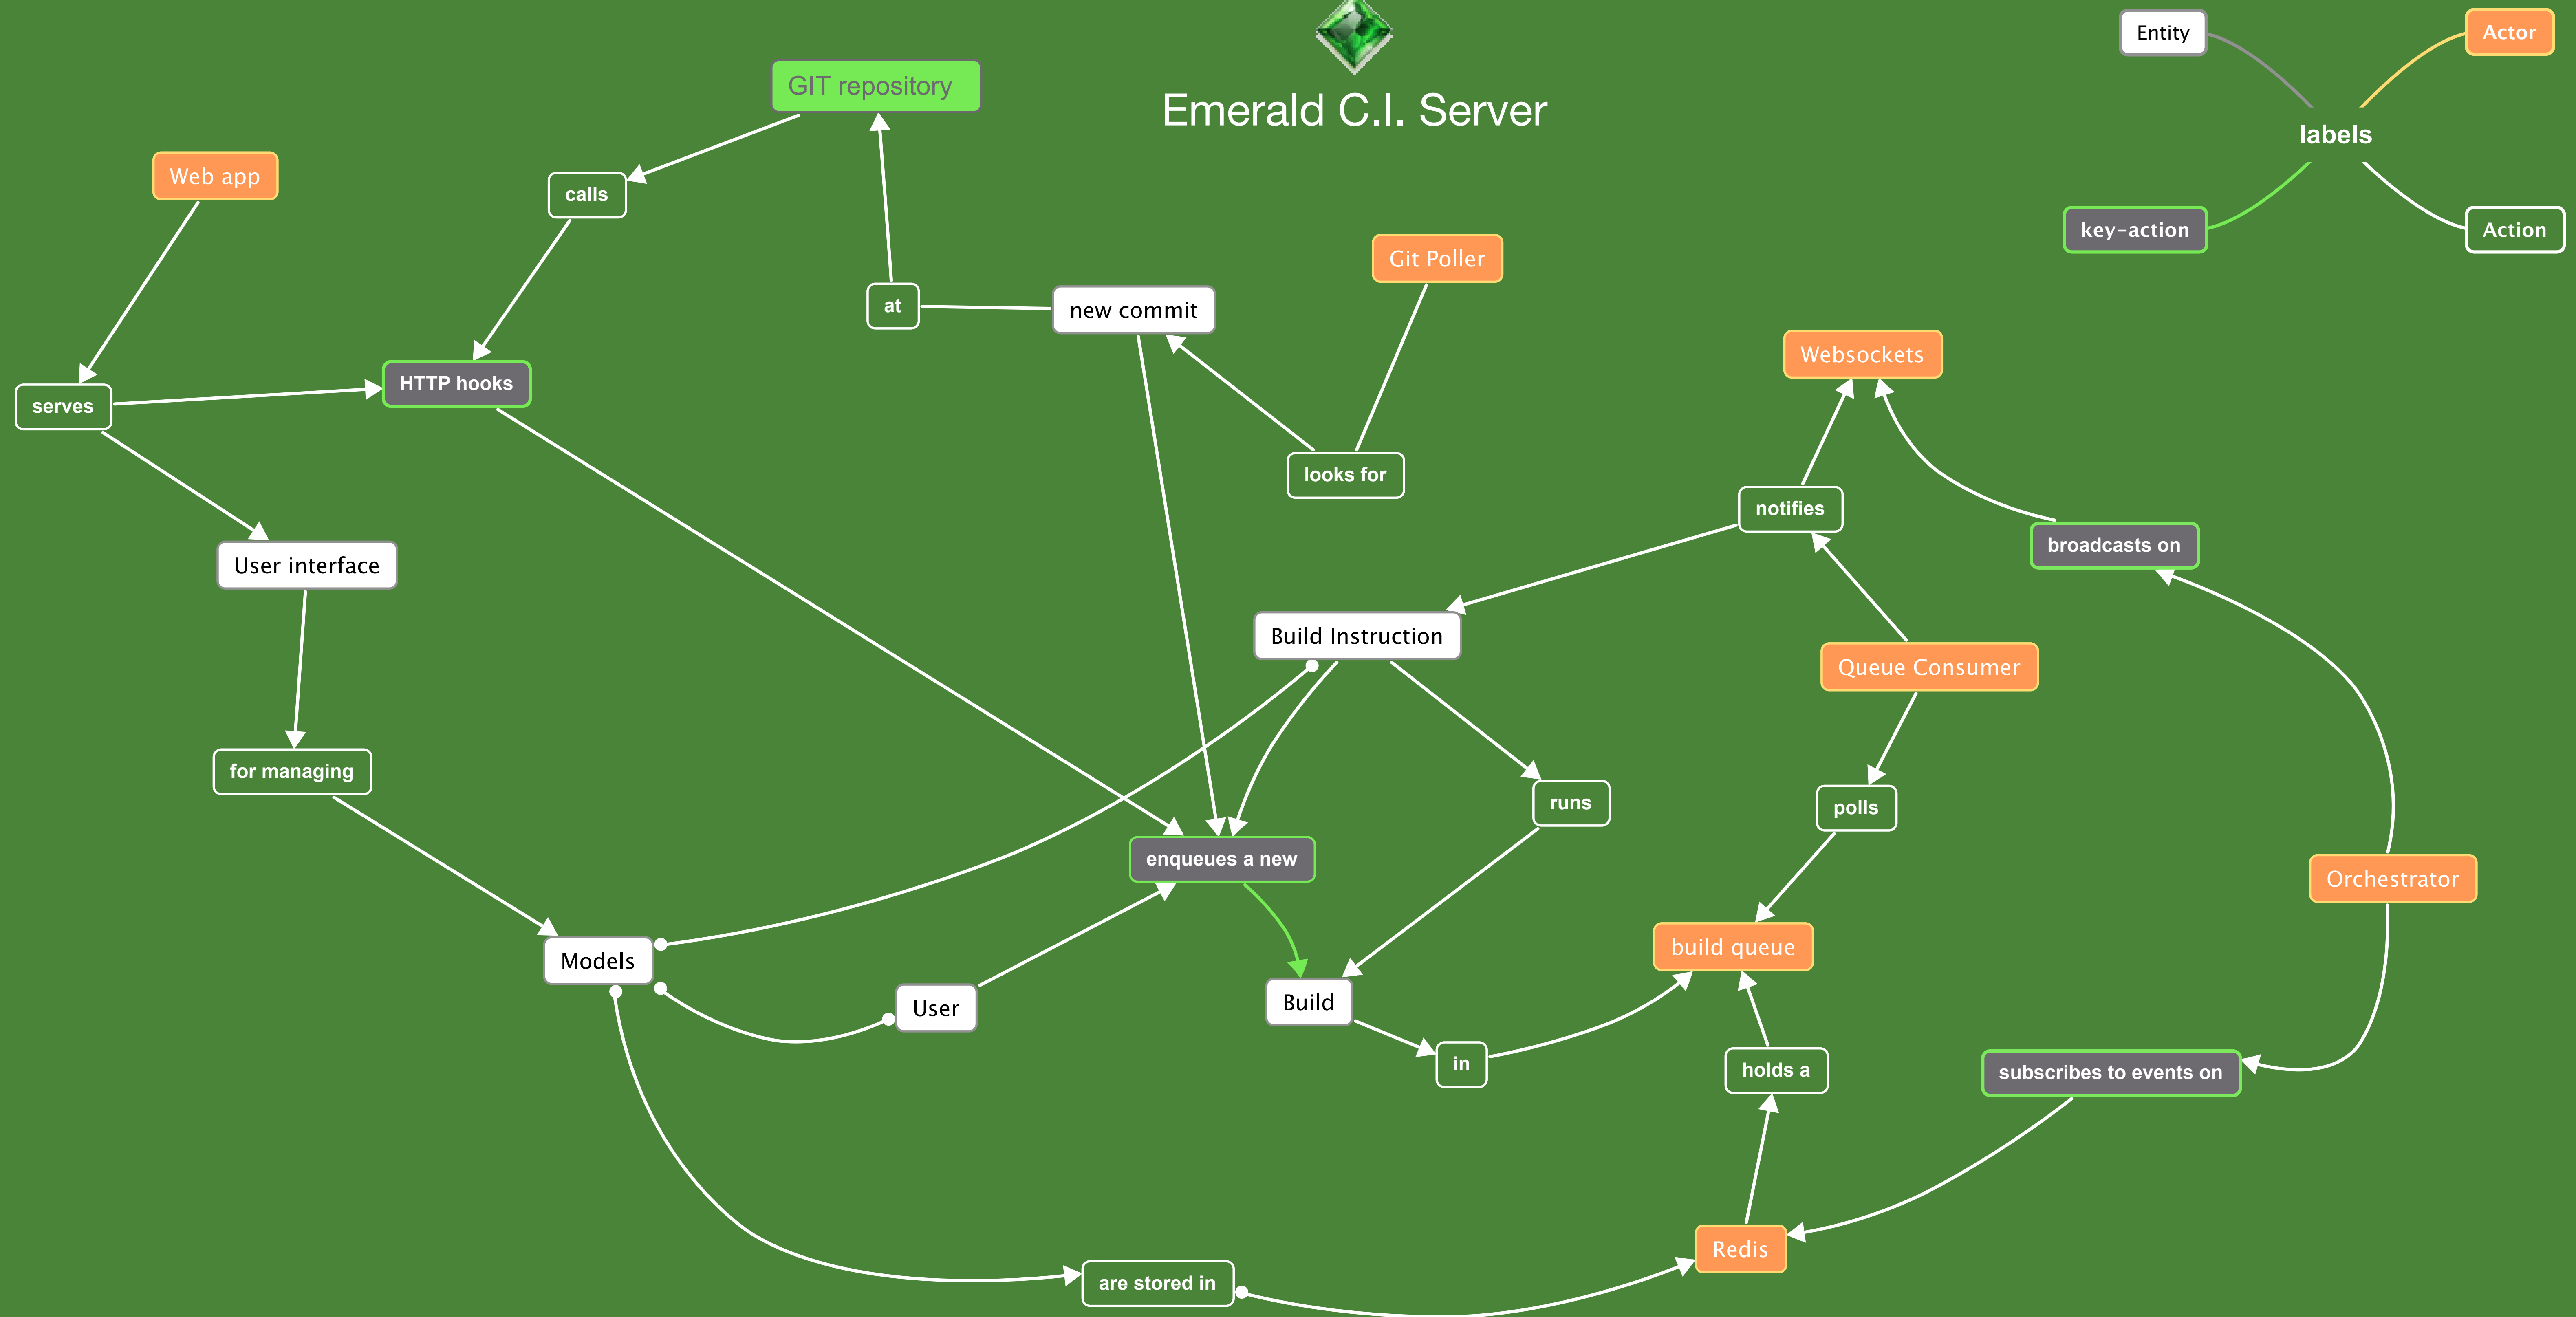 Entity
Actor
GIT repository
Emerald C.I. Server
labels
Web app
calls
key-action
Action
Git Poller
at
new commit
Websockets
HTTP hooks
serves
looks for
notifies
broadcasts on
User interface
Build Instruction
Queue Consumer
for managing
runs
polls
enqueues a new
Orchestrator
build queue
Models
Build
User
in
holds a
subscribes to events on
Redis
are stored in